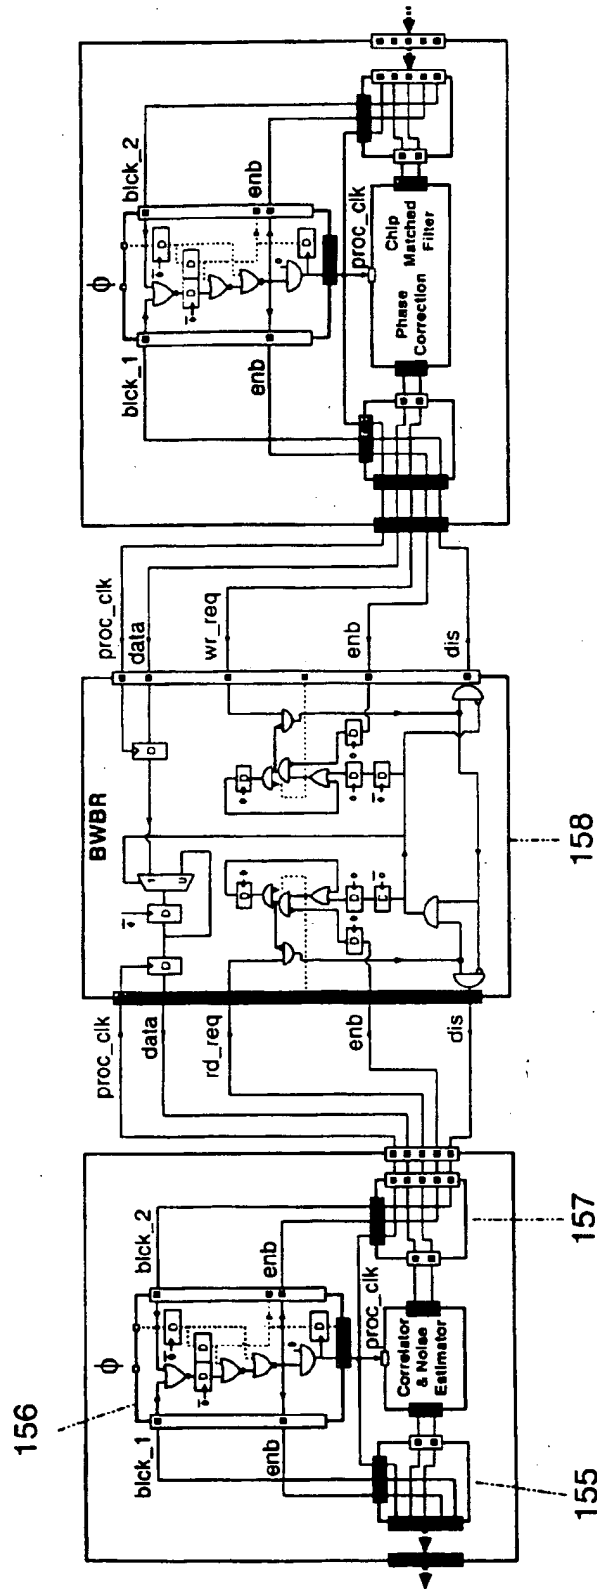 156
ϕ
blck_1
blck_2
D
ϕ
D
D
ϕ
enb
enb
D
proc_clk
Correlator
& Noise
Estimator
155
157
proc_clk
data
rd_req
enb
dis
BWBR
D
D
ϕ
1
D
D
D
D
D
D
D
D
proc_clk
data
wr_req
enb
dis
158
ϕ
blck_1
blck_2
D
ϕ
D
D
ϕ
enb
enb
D
proc_clk
Phase
Correction
Chip
Matched
Filter